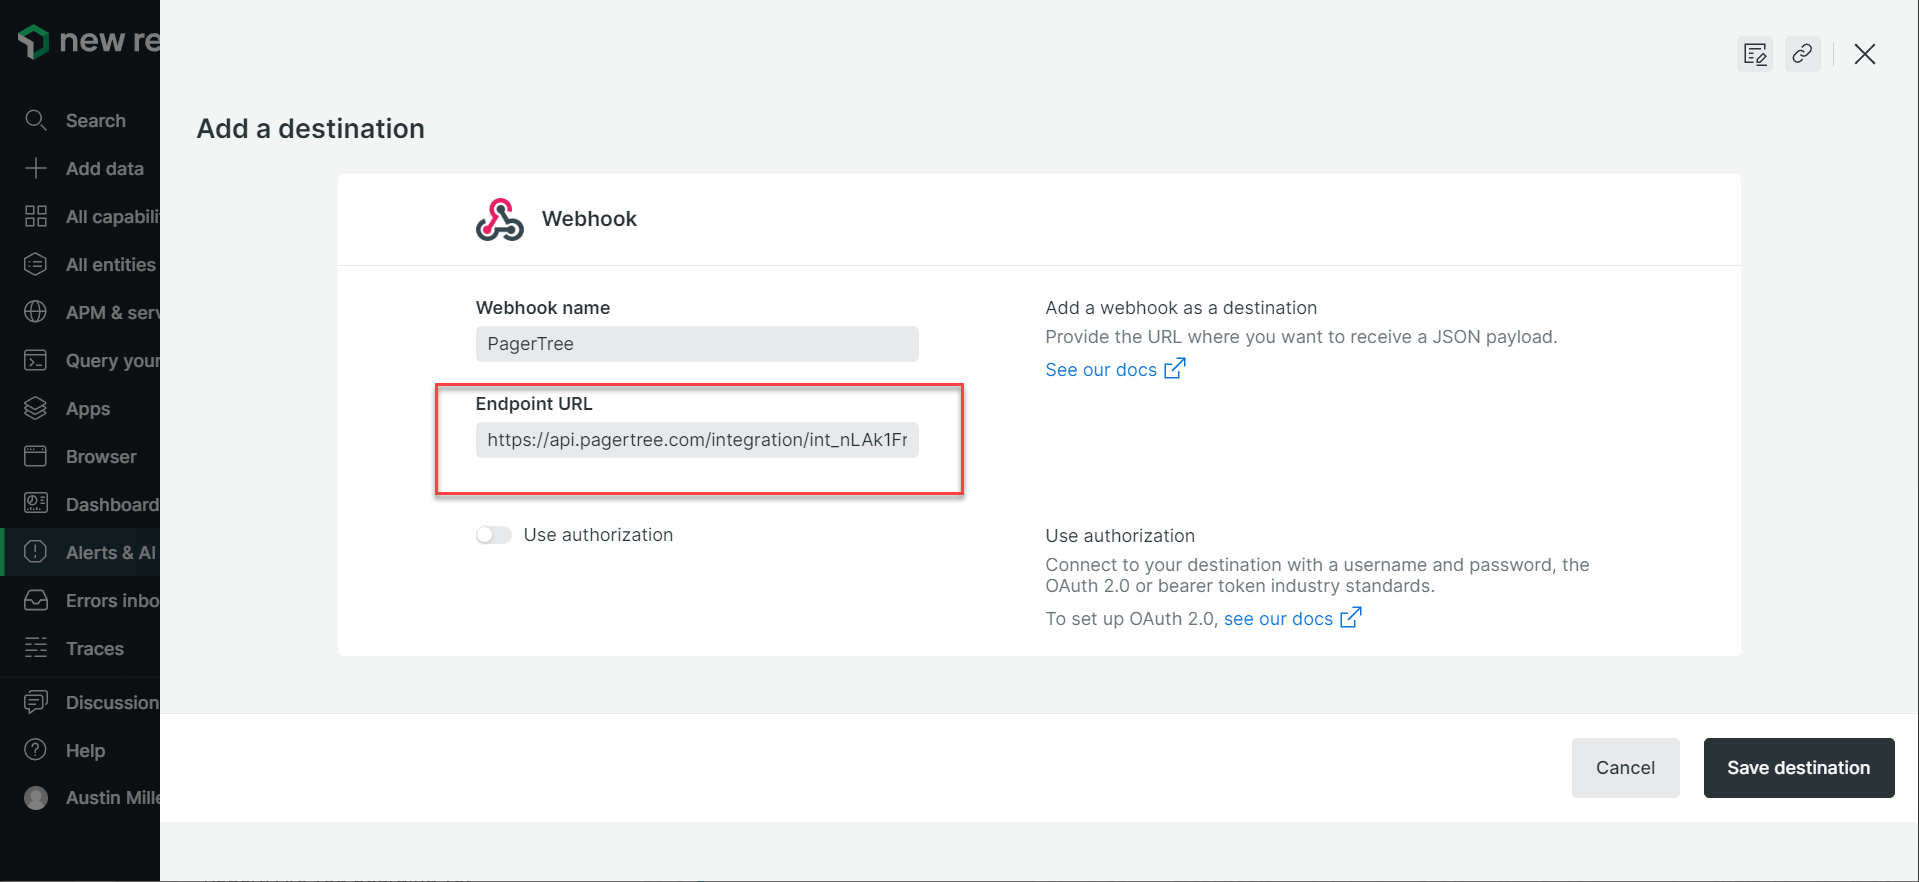 new re
Search
Add data
All capabili
All entities
APM & serv
Query your
Apps
Browser
Dashboard
Alerts & AI
Errors inbo
Traces
Discussion
Help
Austin Mille
Add a destination
Webhook
Webhook name
PagerTree
Endpoint URL
https://api.pagertree.com/integration/int_nLAk1Fr
Use authorization
Add a webhook as a destination
Provide the URL where you want to receive a JSON payload.
See our docs
Use authorization
Connect to your destination with a username and password, the
OAuth 2.0 or bearer token industry standards.
To set up OAuth 2.0, see our docs
Cancel
Save destination